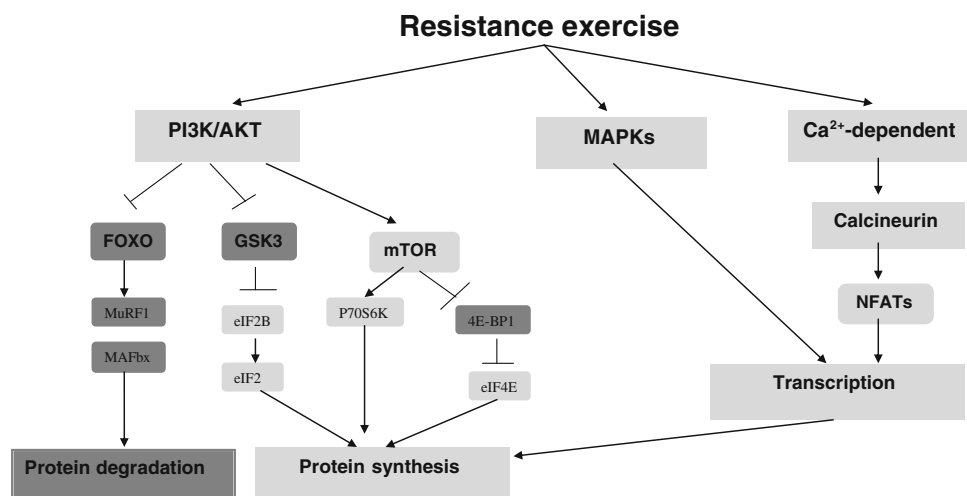 Resistance exercise
PI3K/AKT
MAPKs
Ca²⁺-dependent
FOXO
GSK3
mTOR
Calcineurin
MuRF1
eIF2B
P70S6K
4E-BP1
NFATs
MAFbx
eIF2
eIF4E
Transcription
Protein degradation
Protein synthesis